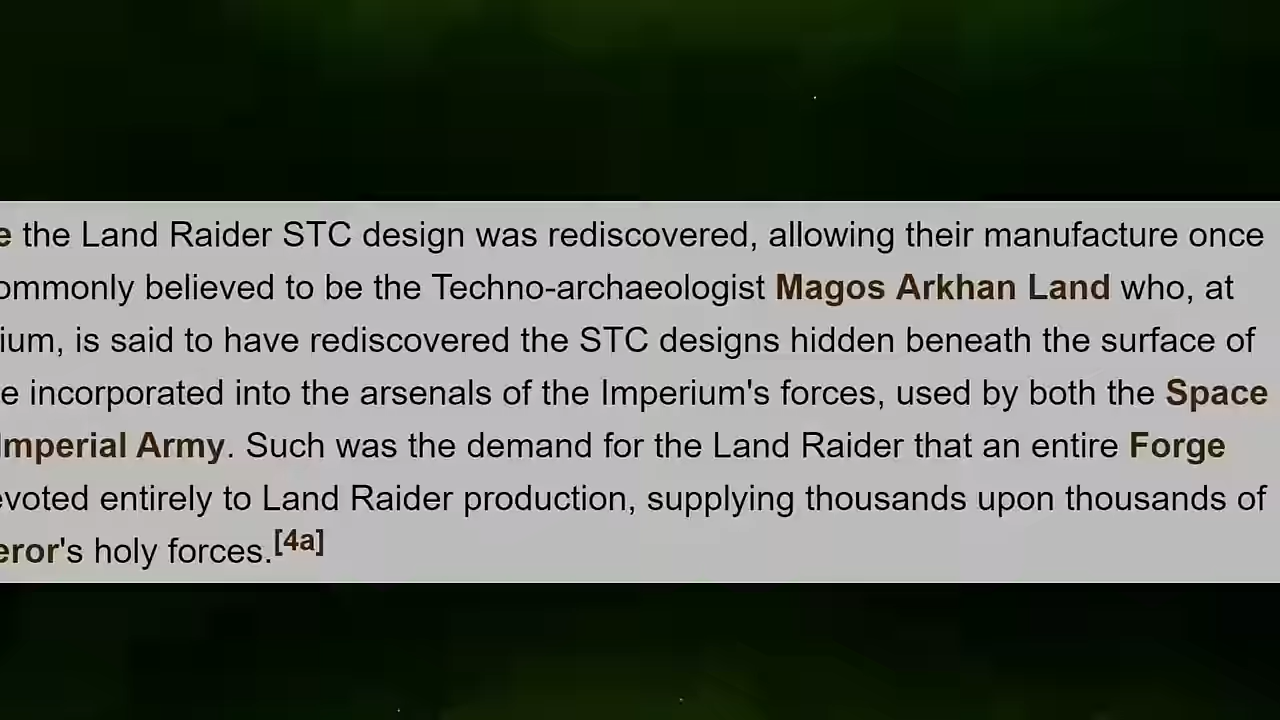 e the Land Raider STC design was rediscovered, allowing their manufacture once
ommonly believed to be the Techno-archaeologist Magos Arkhan Land who, at
ium, is said to have rediscovered the STC designs hidden beneath the surface of
e incorporated into the arsenals of the Imperium's forces, used by both the Space
Imperial Army. Such was the demand for the Land Raider that an entire Forge
evoted entirely to Land Raider production, supplying thousands upon thousands of
eror's holy forces.[4a]